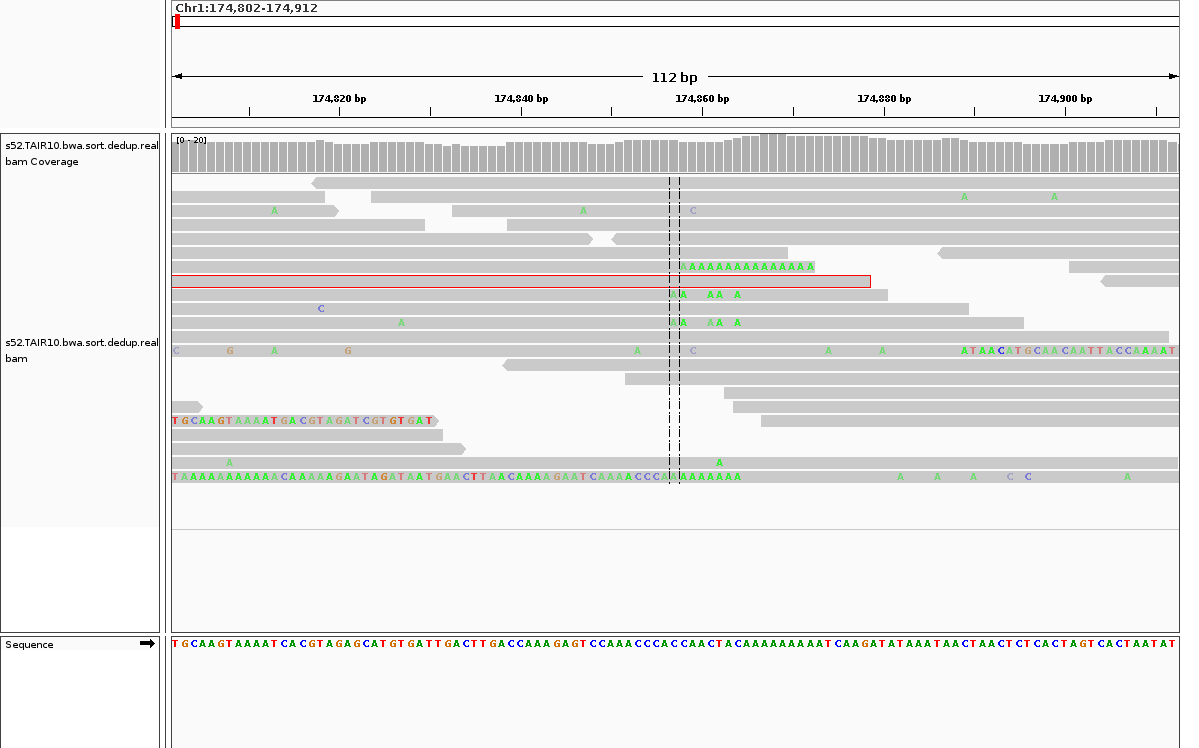 Chr1:174,802-174,912
112 bp
174,820 bp 174,840 bp 174,860 bp 174,880 bp 174,900 bp
s52.TAIR10.bwa.sort.dedup.real
bam Coverage
[0 - 20]
A A
A A C
AAAAAAAAAAAAAAA
AA AA A
C
A AA AA A
s52.TAIR10.bwa.sort.dedup.real
bam
C G A G A C A A ATAACATGCAACAATTACCAAAAT
TGCAAGTAAAATGACGTAGATCGTGTGAT
A A
TAAAAAAAAAAACAAAAAGAATAGATAATGAACTTAACAAAAGAATCAAAACCCAAAAAAAAA A A A C C A
Sequence
TGCAAGTAAAATCACGTAGAGCATGTGATTGACTTGACCAAAGAGTCCAAACCCACCAACTACAAAAAAAAATCAAGATATAAATAACTAACTCTCACTAGTCACTAATAT